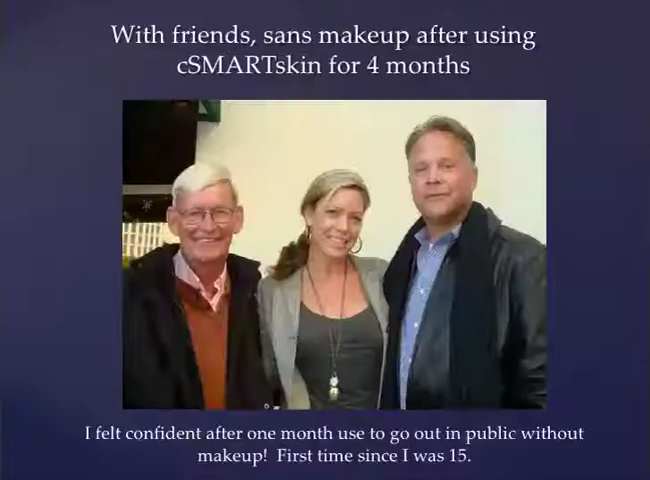 With friends, sans makeup after using
cSMARTskin for 4 months
I felt confident after one month use to go out in public without
makeup!  First time since I was 15.